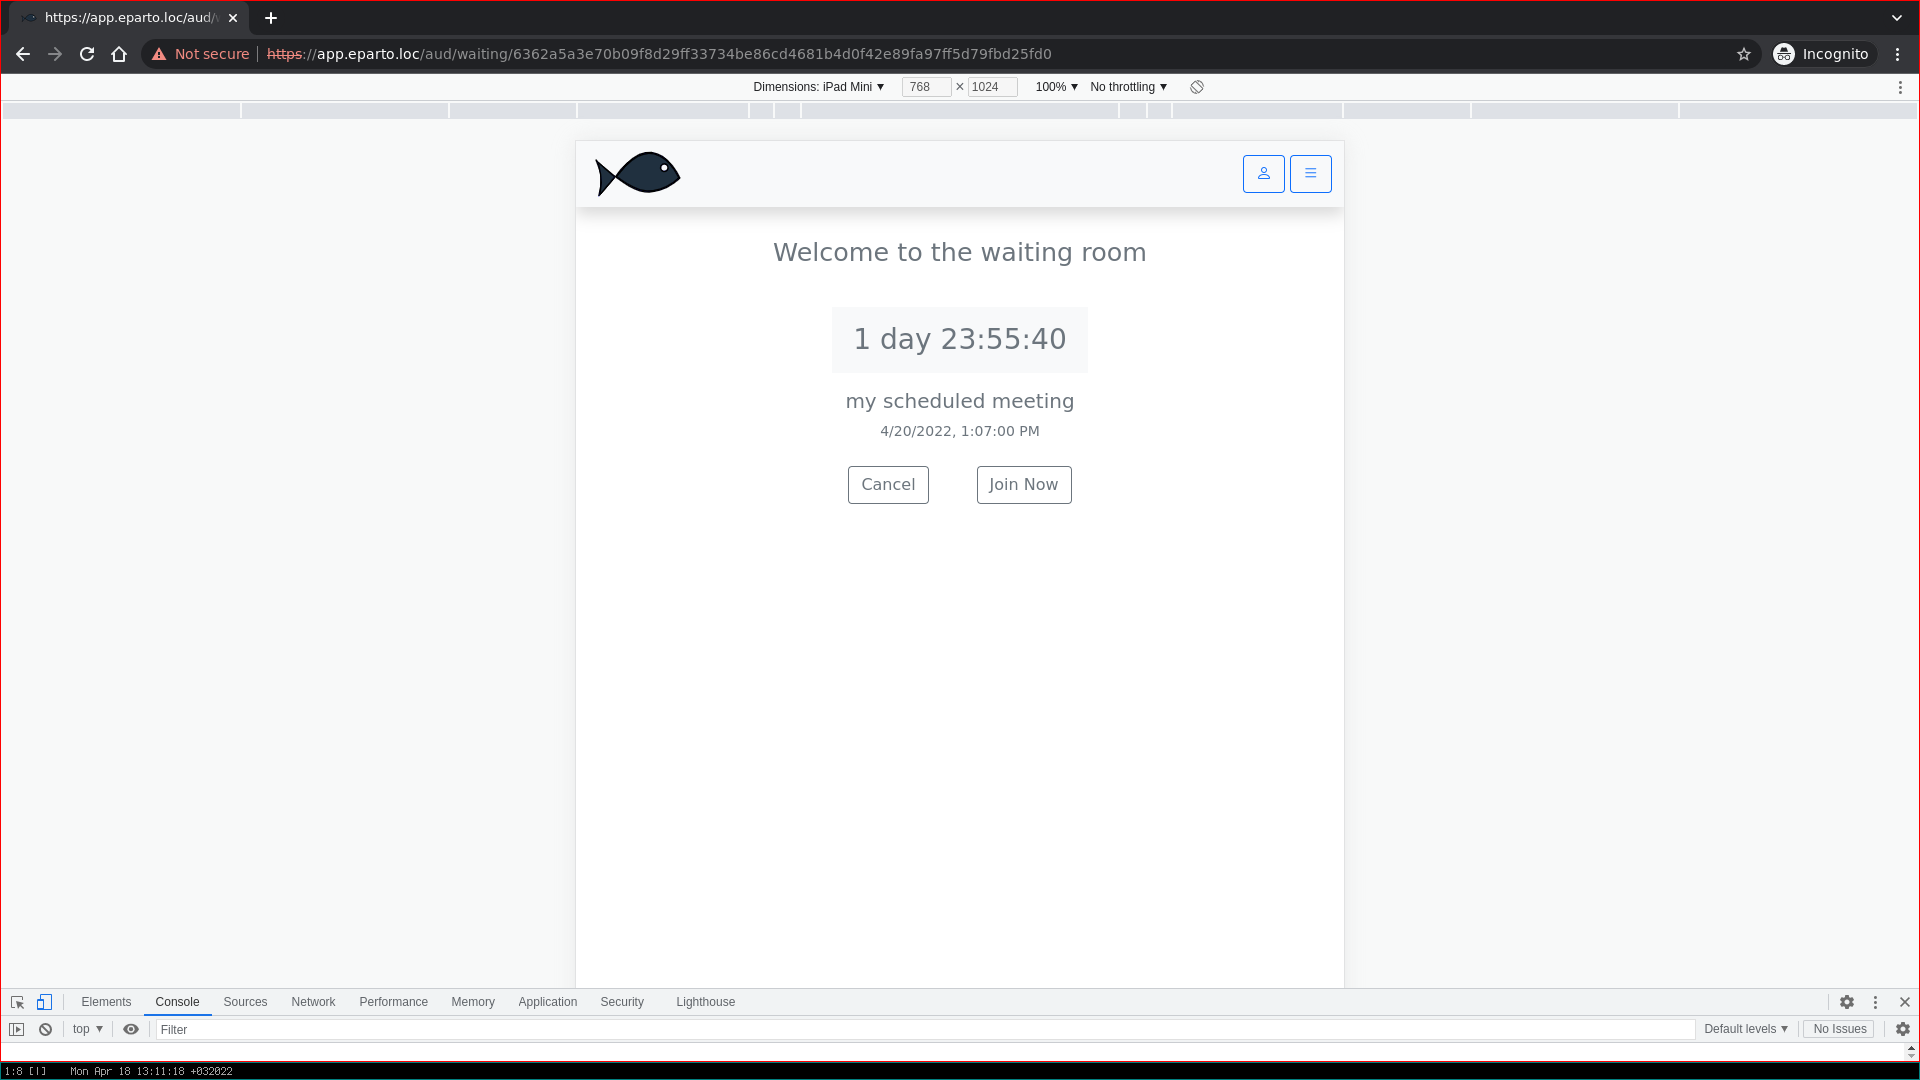 https://app.eparto.loc/aud/w
Not secure https://app.eparto.loc/aud/waiting/6362a5a3e70b09f8d29ff33734be86cd4681b4d0f42e89fa97ff5d79fbd25fd0 Incognito
Dimensions: iPad Mini 768 × 1024 100% No throttling
Welcome to the waiting room
1 day 23:55:40
my scheduled meeting
4/20/2022, 1:07:00 PM
Cancel Join Now
Elements Console Sources Network Performance Memory Application Security Lighthouse
top Filter Default levels No Issues
1:8 [|] Mon Apr 18 13:11:18 +032022